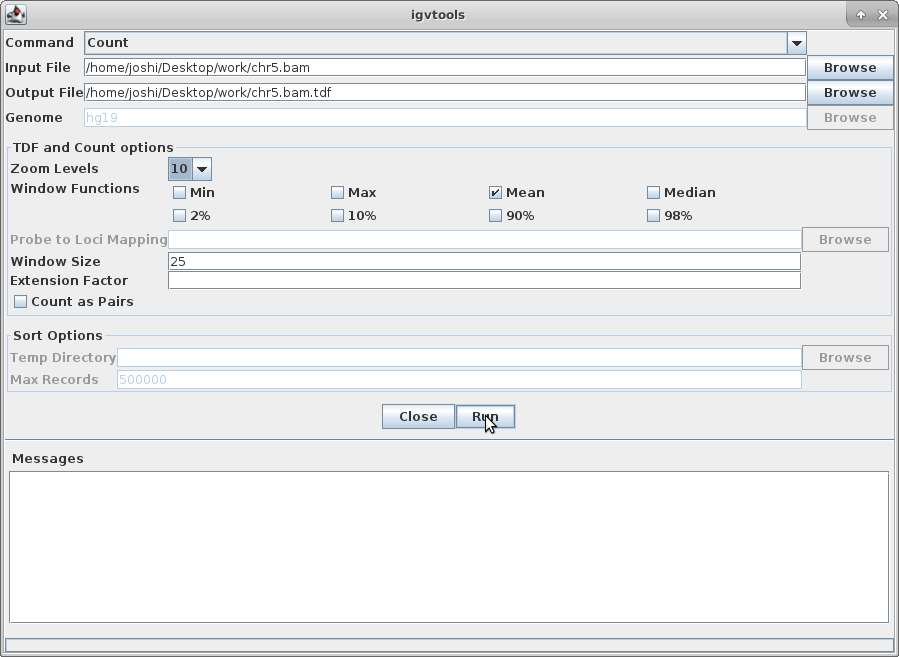 igvtools
Command Count
Input File /home/joshi/Desktop/work/chr5.bam Browse
Output File /home/joshi/Desktop/work/chr5.bam.tdf Browse
Genome hg19 Browse
TDF and Count options
Zoom Levels 10
Window Functions Min Max Mean Median
2% 10% 90% 98%
Probe to Loci Mapping Browse
Window Size 25
Extension Factor
Count as Pairs
Sort Options
Temp Directory Browse
Max Records 500000
Close Run
Messages